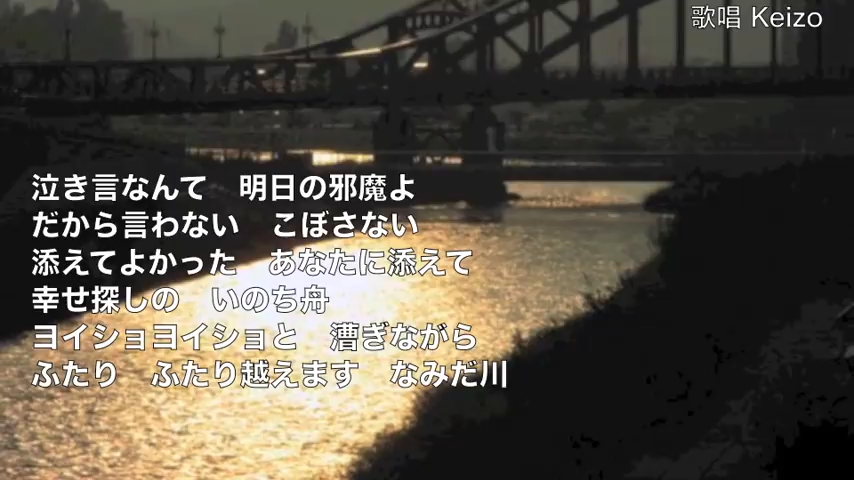 歌唱 Keizo
泣き言なんて　明日の邪魔よ
だから言わない　こぼさない
添えてよかった　あなたに添えて
幸せ探しの　いのち舟
ヨイショヨイショと　漕ぎながら
ふたり　ふたり越えます　なみだ川